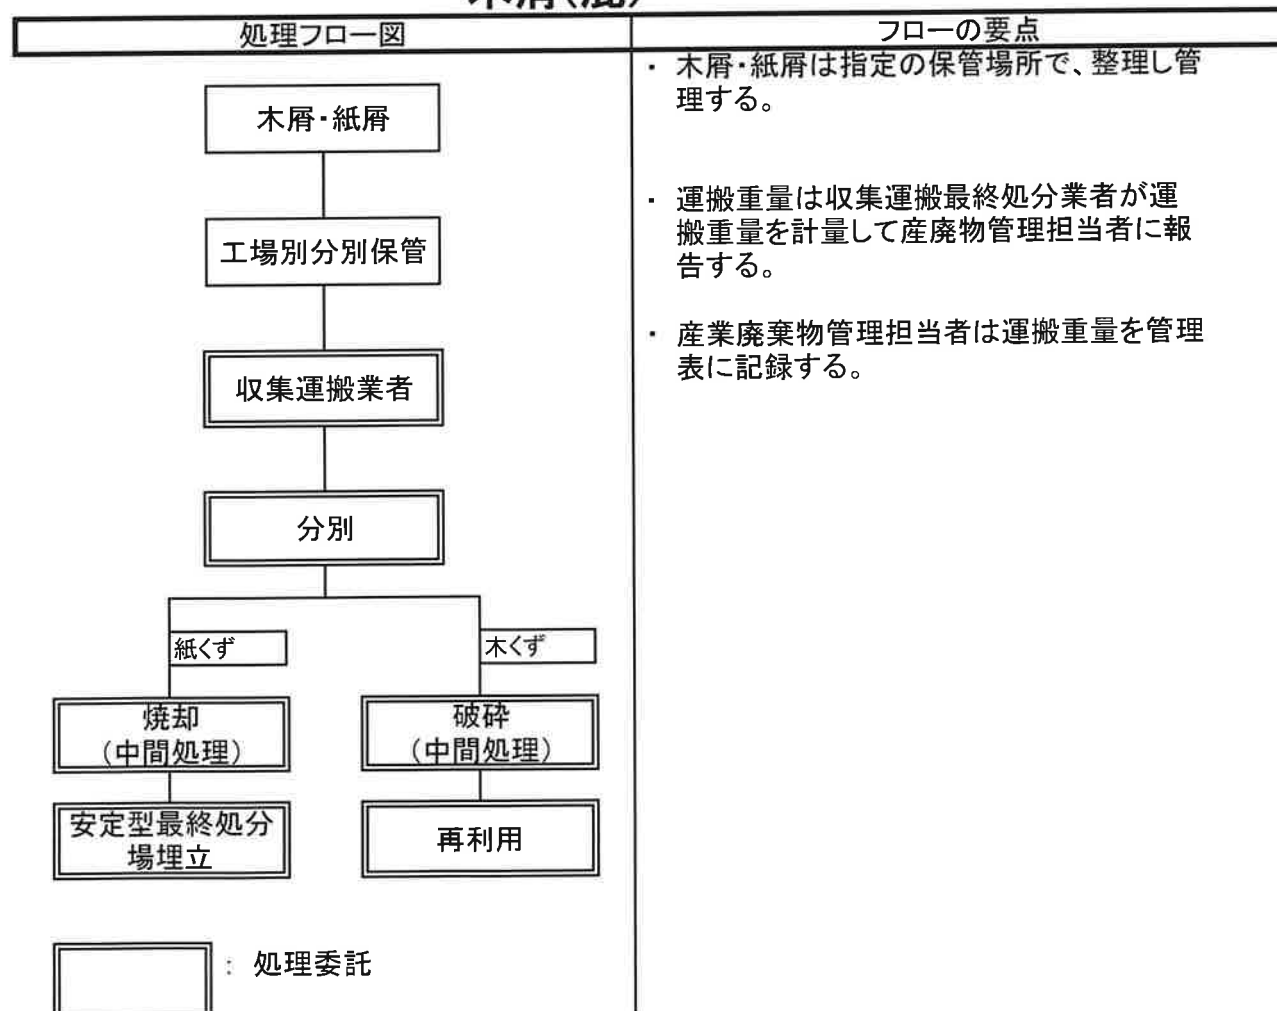 処理フロー図
フローの要点
木屑・紙屑
工場別分別保管
収集運搬業者
分別
紙くず
木くず
焼却
(中間処理)
破砕
(中間処理)
安定型最終処分
場埋立
再利用
: 処理委託
・ 木屑・紙屑は指定の保管場所で、整理し管
理する。
・ 運搬重量は収集運搬最終処分業者が運
搬重量を計量して産廃物管理担当者に報
告する。
・ 産業廃棄物管理担当者は運搬重量を管理
表に記録する。